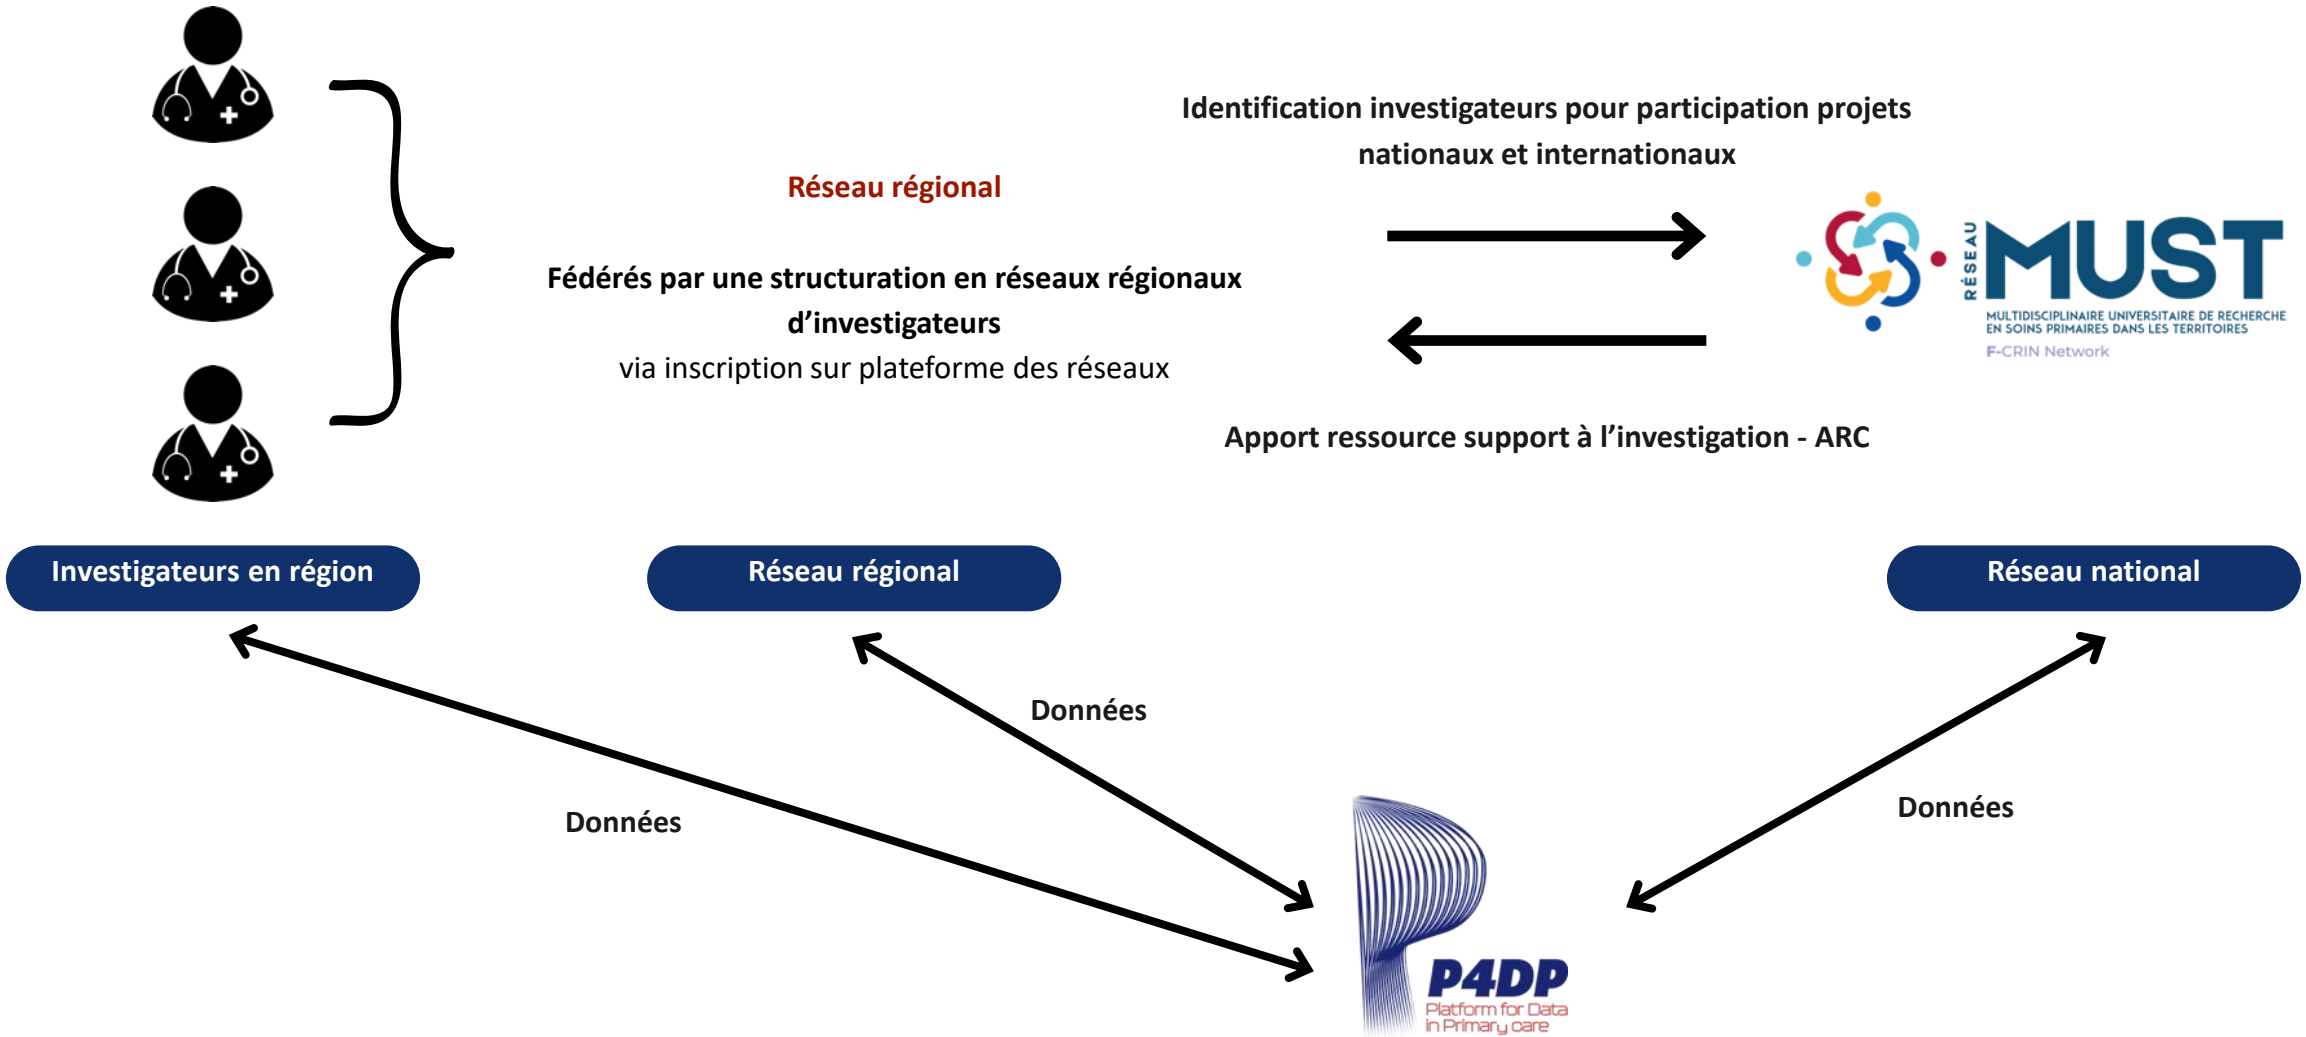 Identification investigateurs pour participation projets
nationaux et internationaux
Réseau régional
Fédérés par une structuration en réseaux régionaux
d’investigateurs
via inscription sur plateforme des réseaux
RÉSEAU
MUST
MULTIDISCIPLINAIRE UNIVERSITAIRE DE RECHERCHE
EN SOINS PRIMAIRES DANS LES TERRITOIRES
F-CRIN Network
Apport ressource support à l’investigation - ARC
Investigateurs en région
Réseau régional
Réseau national
Données
Données
Données
P4DP
Platform for Data
in Primary care